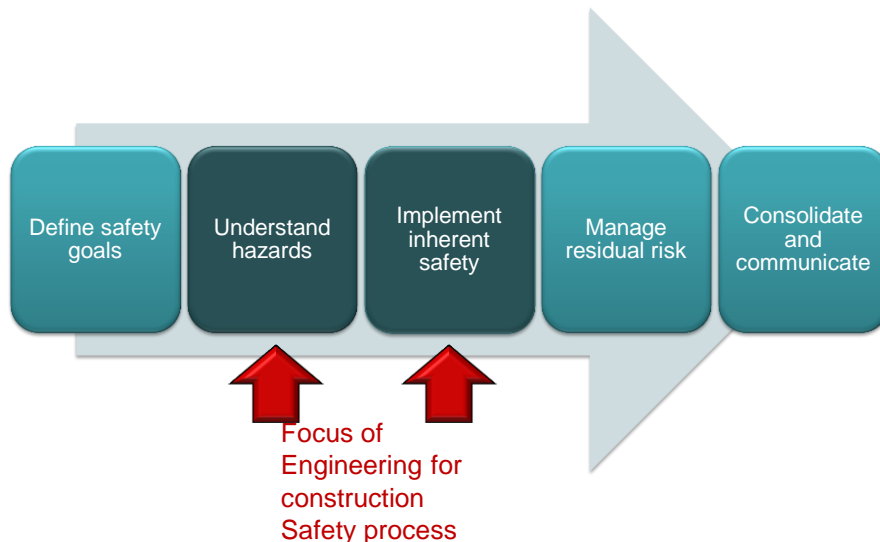 Define safety
goals
Understand
hazards
Implement
inherent
safety
Manage
residual risk
Consolidate
and
communicate
Focus of
Engineering for
construction
Safety process